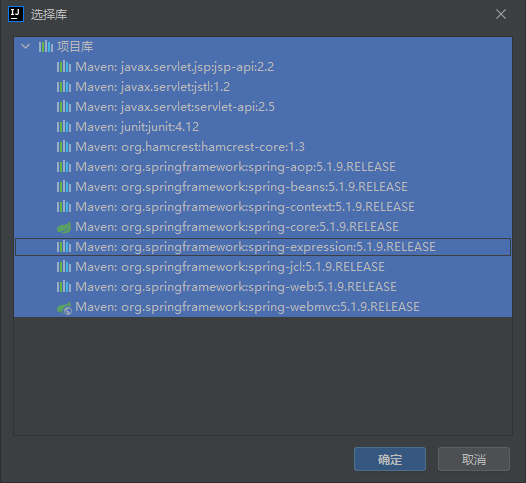 IJ 选择库
项目库
Maven: javax.servlet.jsp:jsp-api:2.2
Maven: javax.servlet:jstl:1.2
Maven: javax.servlet:servlet-api:2.5
Maven: junit:junit:4.12
Maven: org.hamcrest:hamcrest-core:1.3
Maven: org.springframework:spring-aop:5.1.9.RELEASE
Maven: org.springframework:spring-beans:5.1.9.RELEASE
Maven: org.springframework:spring-context:5.1.9.RELEASE
Maven: org.springframework:spring-core:5.1.9.RELEASE
Maven: org.springframework:spring-expression:5.1.9.RELEASE
Maven: org.springframework:spring-jcl:5.1.9.RELEASE
Maven: org.springframework:spring-web:5.1.9.RELEASE
Maven: org.springframework:spring-webmvc:5.1.9.RELEASE
确定 取消